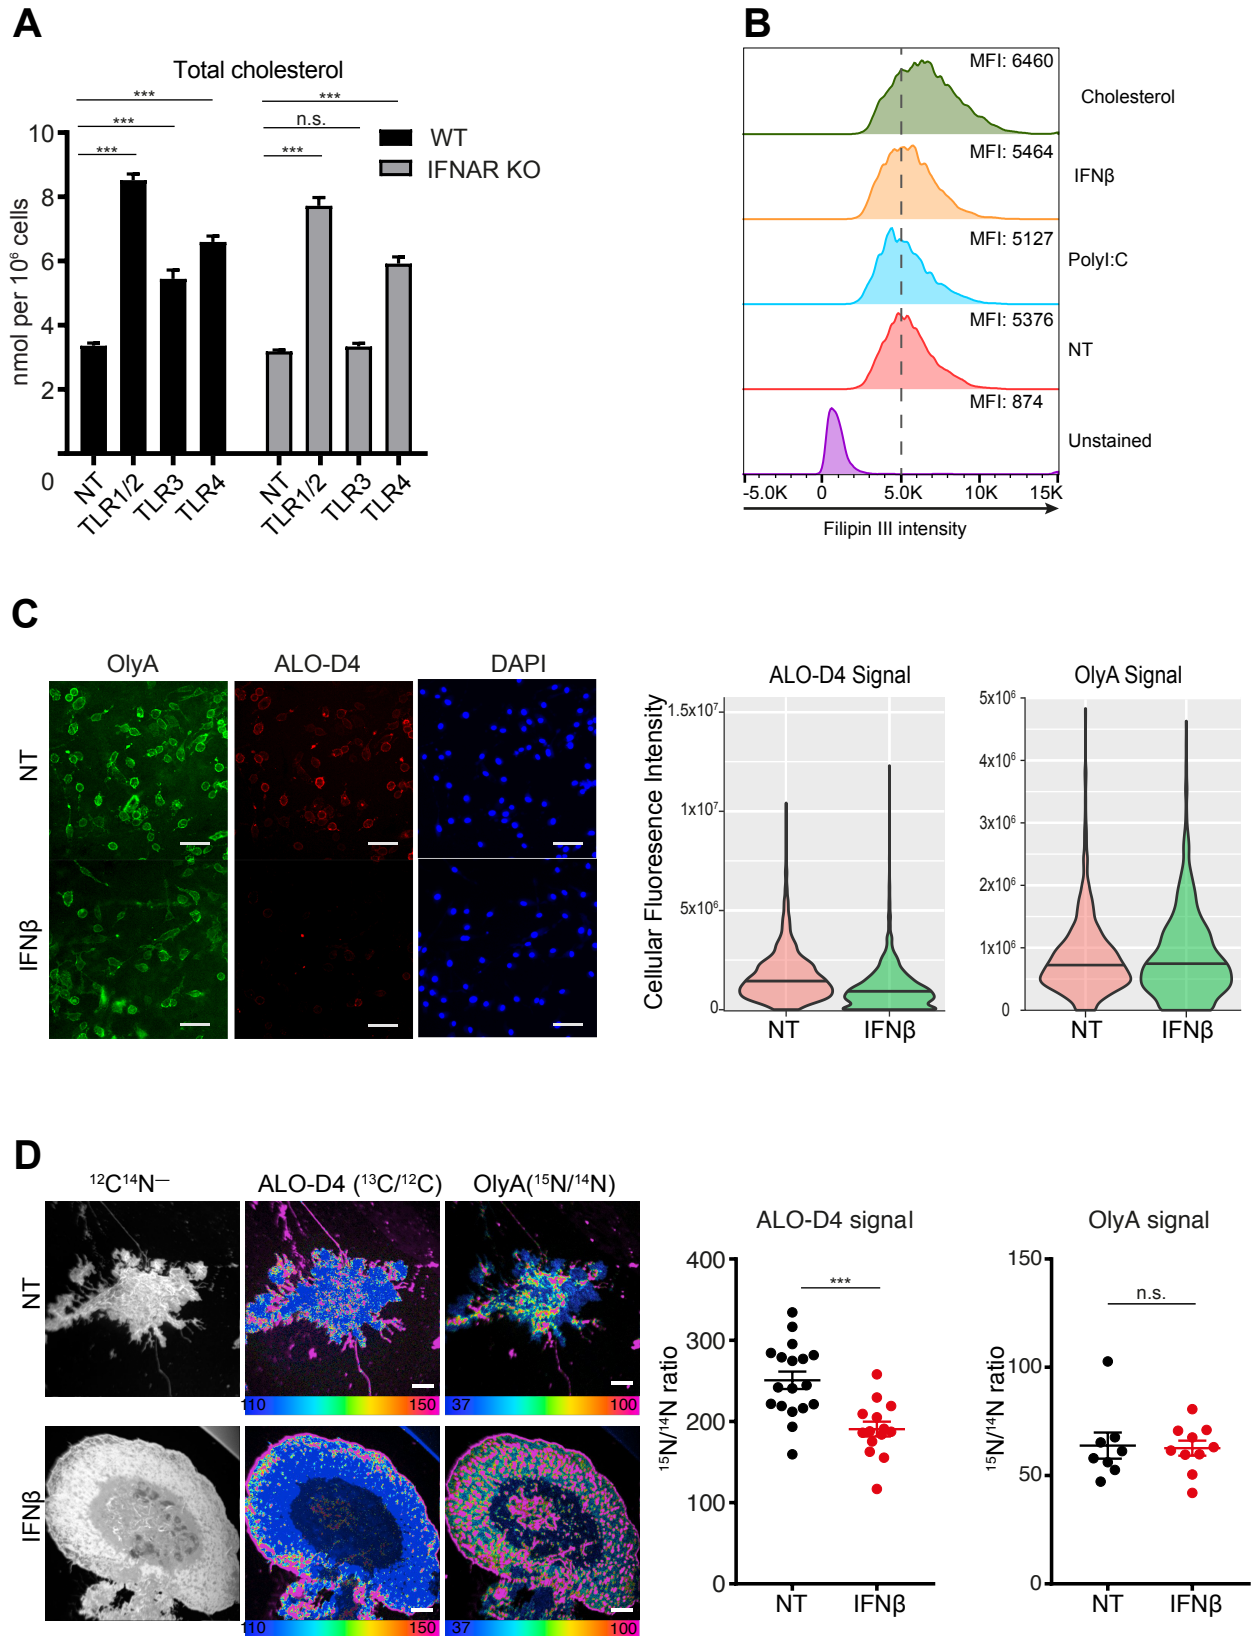 A
Total cholesterol
***
***
***
***
n.s.
***
WT
IFNAR KO
nmol per 10⁶ cells
10
8
6
4
2
0
NT
TLR1/2
TLR3
TLR4
NT
TLR1/2
TLR3
TLR4
B
MFI: 6460
Cholesterol
MFI: 5464
IFNβ
MFI: 5127
PolyI:C
MFI: 5376
NT
MFI: 874
Unstained
-5.0K 0 5.0K 10K 15K
Filipin III intensity
C
OlyA ALO-D4 DAPI
NT
IFNβ
ALO-D4 Signal
Cellular Fluoresence Intensity
1.5x10⁷
1x10⁷
5x10⁶
0
NT IFNβ
OlyA Signal
5x10⁶
4x10⁶
3x10⁶
2x10⁶
1x10⁶
0
NT IFNβ
D
¹²C¹⁴N⁻ ALO-D4 (¹³C/¹²C) OlyA(¹⁵N/¹⁴N)
NT
110 150 37 100
IFNβ
110 150 37 100
ALO-D4 signal
***
¹⁵N/¹⁴N ratio
400
300
200
100
0
NT IFNβ
OlyA signal
n.s.
¹⁵N/¹⁴N ratio
150
100
50
0
NT IFNβ